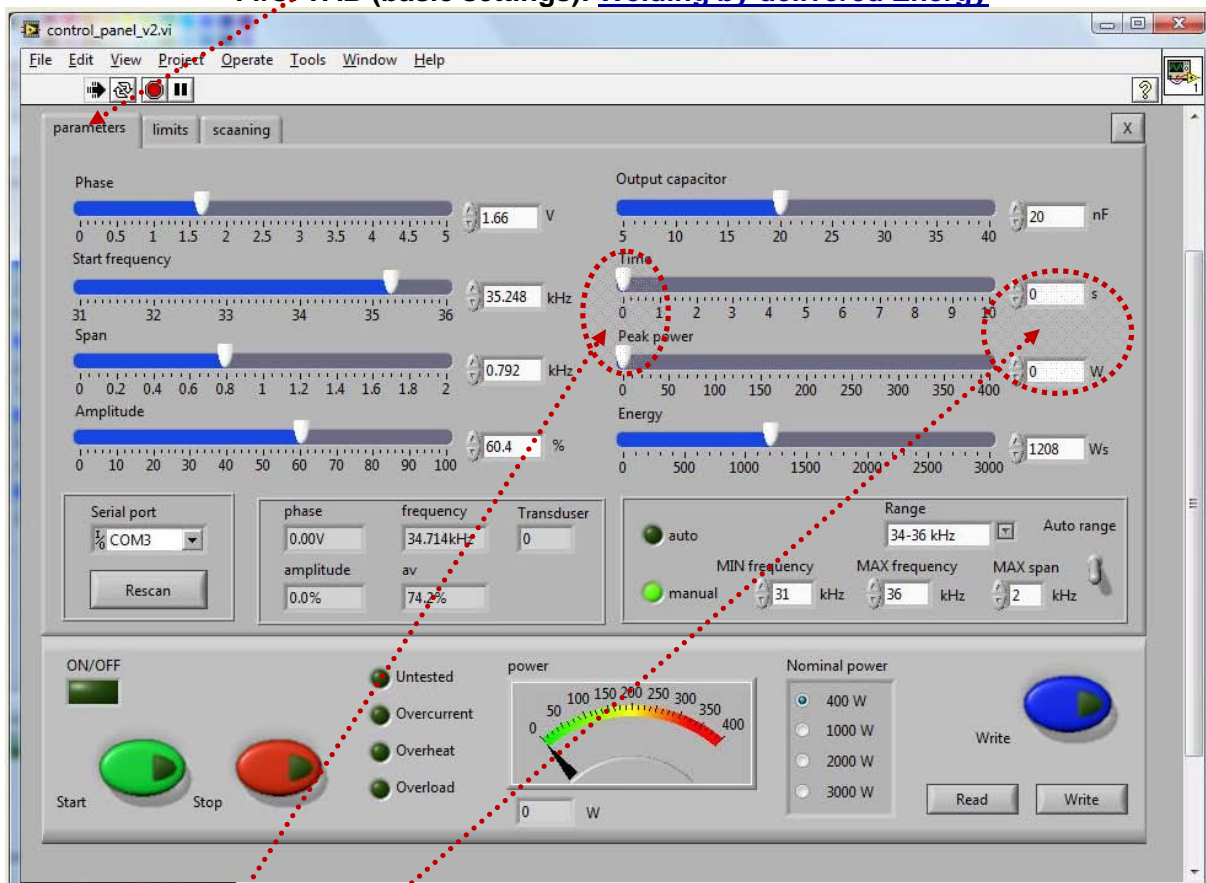 First TAB (basic settings): Welding by delivered Energy
control_panel_v2.vi
File Edit View Project Operate Tools Window Help
1
parameters limits scaaning X
Phase
1.66 V
0 0.5 1 1.5 2 2.5 3 3.5 4 4.5 5
Start frequency
35.248 kHz
31 32 33 34 35 36
Span
0.792 kHz
0 0.2 0.4 0.6 0.8 1 1.2 1.4 1.6 1.8 2
Amplitude
60.4 %
0 10 20 30 40 50 60 70 80 90 100
Output capacitor
20 nF
5 10 15 20 25 30 35 40
Time
0 s
0 1 2 3 4 5 6 7 8 9 10
Peak power
0 W
0 50 100 150 200 250 300 350 400
Energy
1208 Ws
0 500 1000 1500 2000 2500 3000
Serial port
COM3
Rescan
phase frequency Transduser
0.00V 34.714kHz 0
amplitude av
0.0% 74.2%
auto
Range
34-36 kHz
Auto range
MIN frequency MAX frequency MAX span
manual 31 kHz 36 kHz 2 kHz
ON/OFF
Start Stop
Untested
Overcurrent
Overheat
Overload
power
0 50 100 150 200 250 300 350 400
0 W
Nominal power
400 W
1000 W
2000 W
3000 W
Write
Read Write